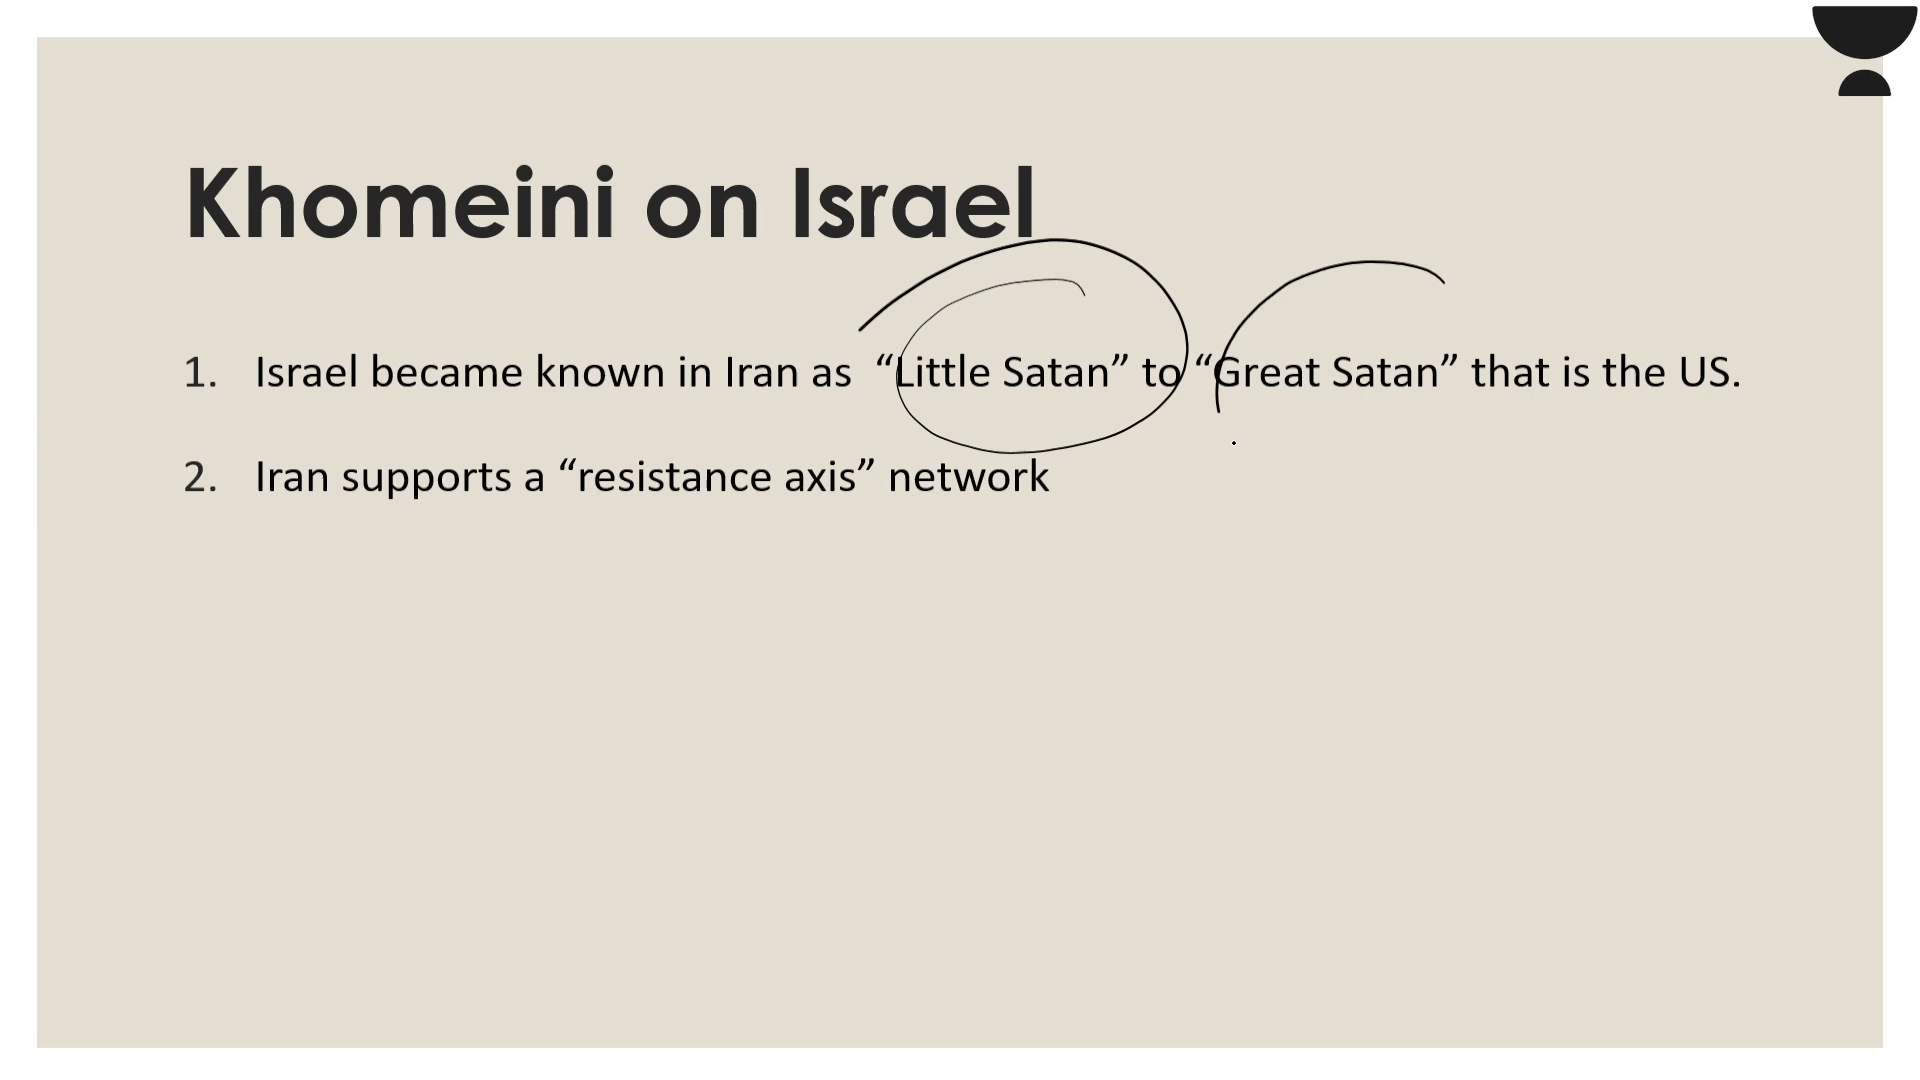 Khomeini on Israel
1. Israel became known in Iran as “Little Satan” to “Great Satan” that is the US.
2. Iran supports a “resistance axis” network